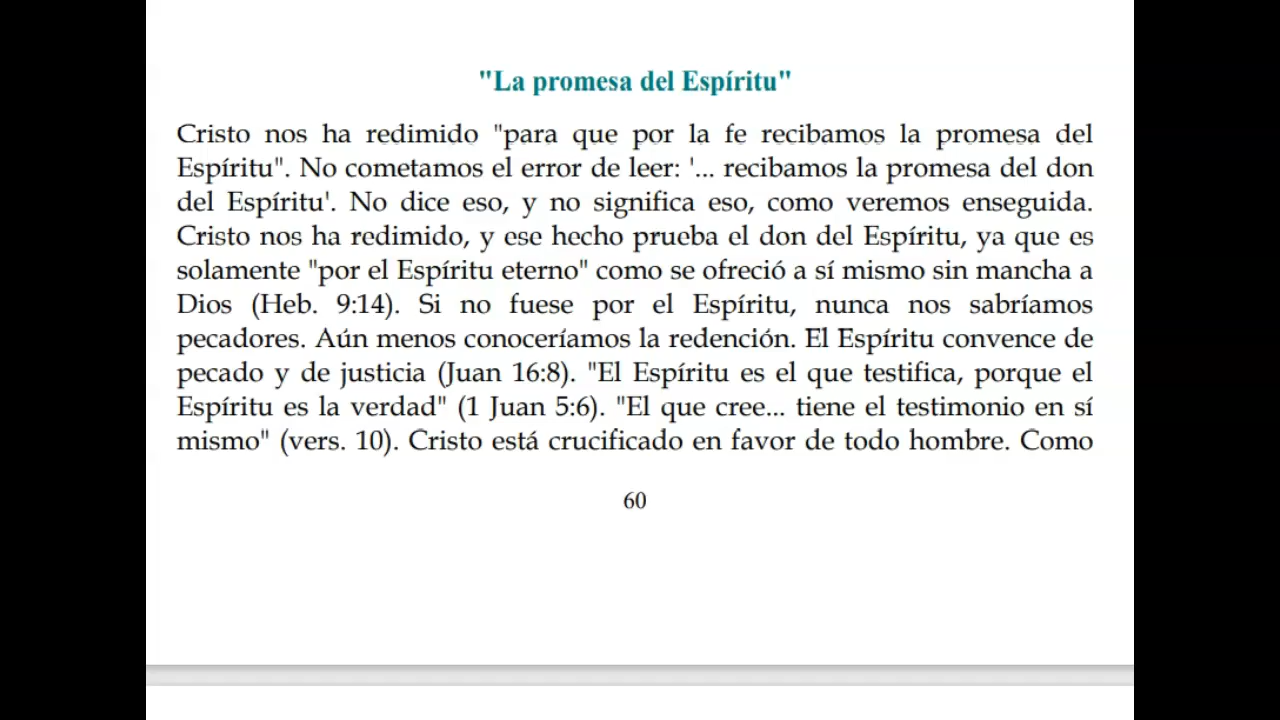 "La promesa del Espíritu"
Cristo nos ha redimido "para que por la fe recibamos la promesa del
Espíritu". No cometamos el error de leer: '... recibamos la promesa del don
del Espíritu'. No dice eso, y no significa eso, como veremos enseguida.
Cristo nos ha redimido, y ese hecho prueba el don del Espíritu, ya que es
solamente "por el Espíritu eterno" como se ofreció a sí mismo sin mancha a
Dios (Heb. 9:14). Si no fuese por el Espíritu, nunca nos sabríamos
pecadores. Aún menos conoceríamos la redención. El Espíritu convence de
pecado y de justicia (Juan 16:8). "El Espíritu es el que testifica, porque el
Espíritu es la verdad" (1 Juan 5:6). "El que cree... tiene el testimonio en sí
mismo" (vers. 10). Cristo está crucificado en favor de todo hombre. Como
60